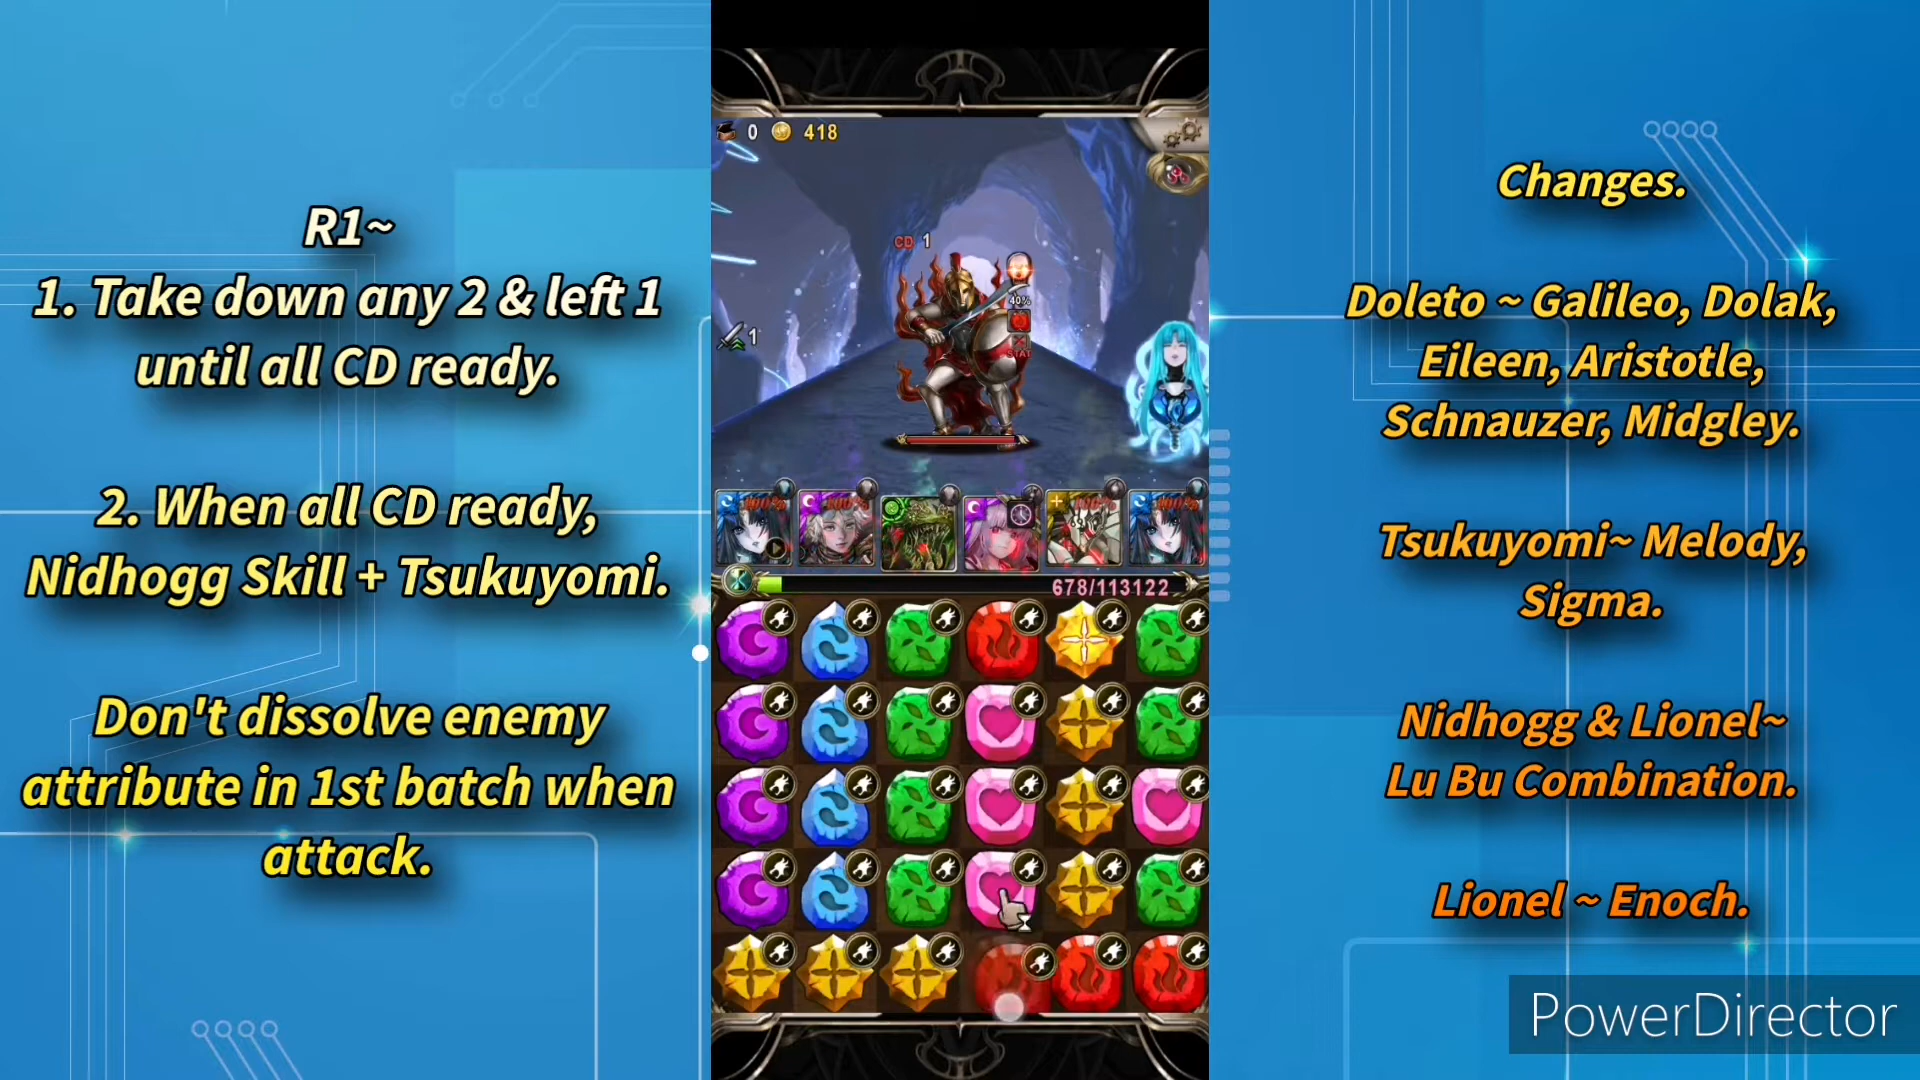 R1~
1. Take down any 2 & left 1
until all CD ready.
2. When all CD ready,
Nidhogg Skill + Tsukuyomi.
Don't dissolve enemy
attribute in 1st batch when
attack.
0 418
CD 1
40%
STAT
1
678/113122
Changes.
Doleto ~ Galileo, Dolak,
Eileen, Aristotle,
Schnauzer, Midgley.
Tsukuyomi~ Melody,
Sigma.
Nidhogg & Lionel~
Lu Bu Combination.
Lionel ~ Enoch.
PowerDirector